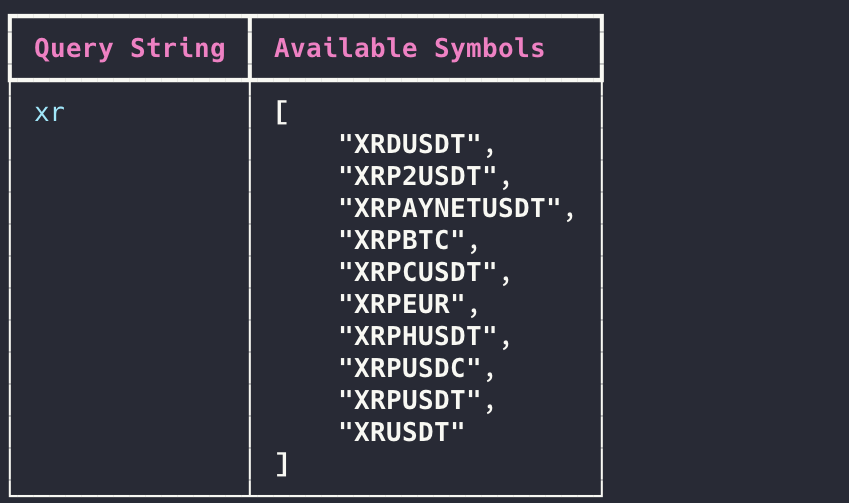 Query String Available Symbols
xr [
"XRDUSDT",
"XRP2USDT",
"XRPAYNETUSDT",
"XRPBTC",
"XRPCUSDT",
"XRPEUR",
"XRPHUSDT",
"XRPUSDC",
"XRPUSDT",
"XRUSDT"
]